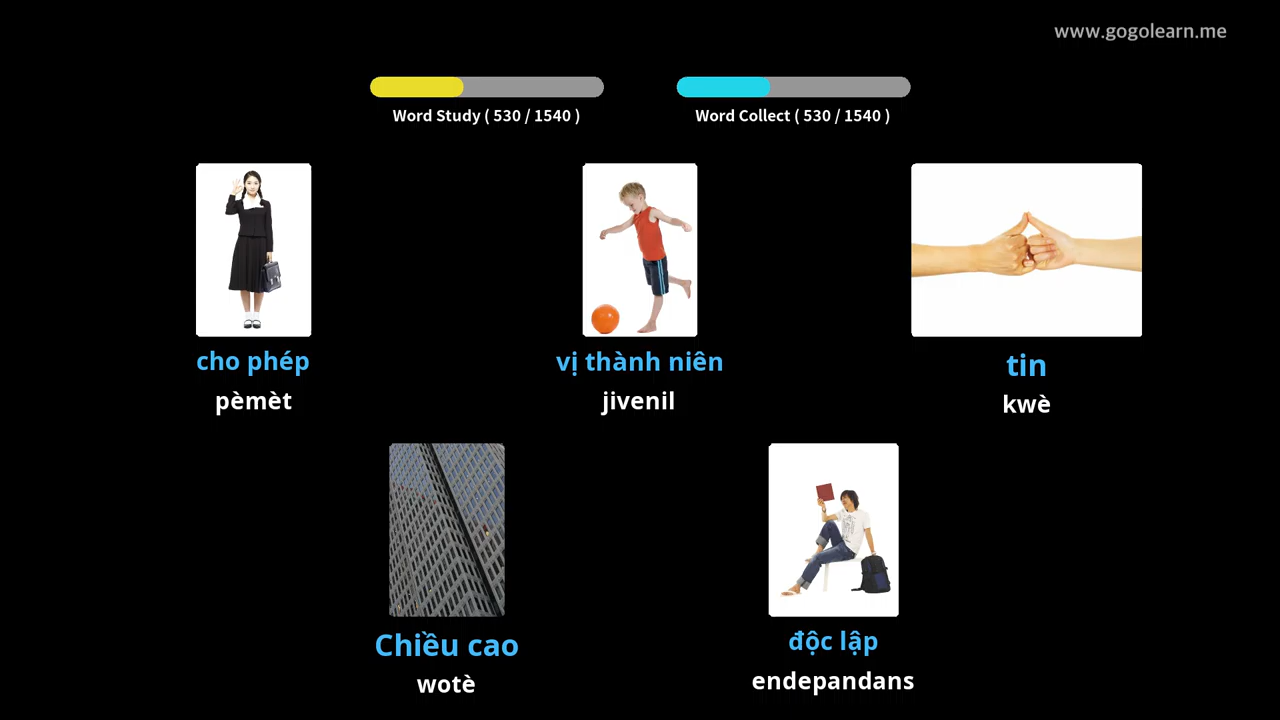 www.gogolearn.me
Word Study ( 530 / 1540 )
Word Collect ( 530 / 1540 )
cho phép
pèmèt
vị thành niên
jivenil
tin
kwè
Chiều cao
wotè
độc lập
endepandans